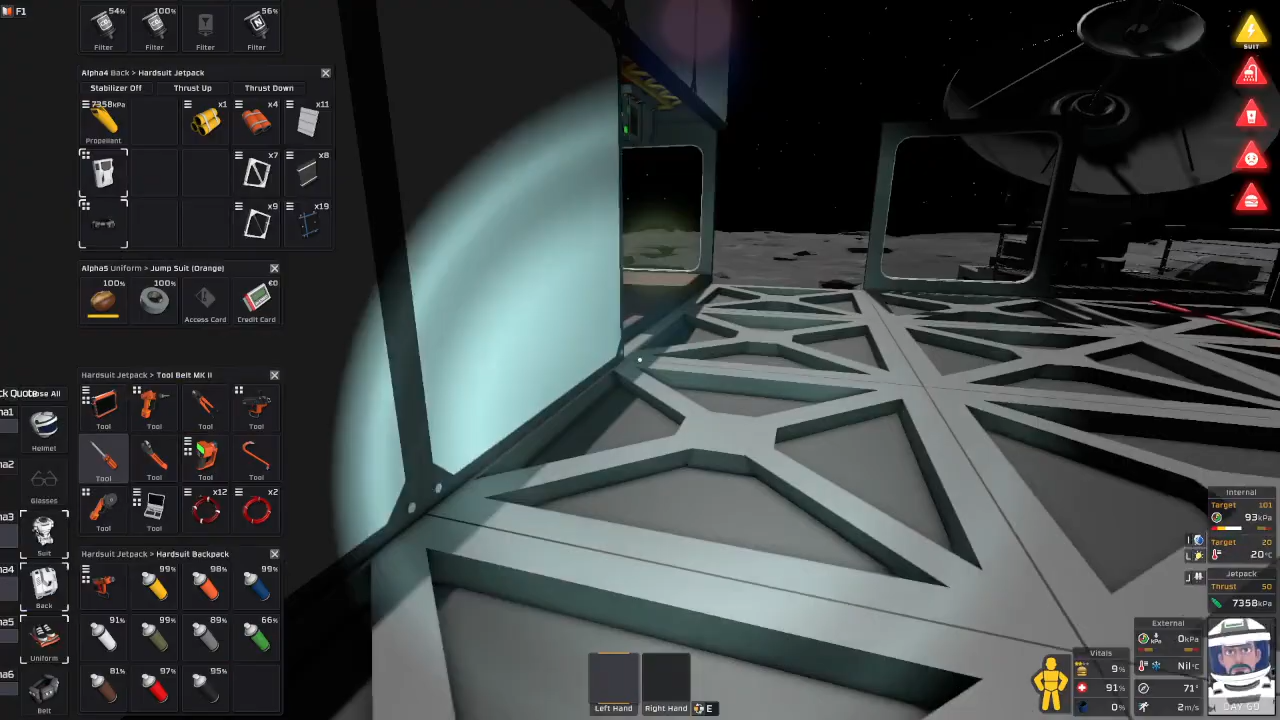 F1
54%
100%
56%
Filter
Filter
Filter
Filter
SUIT
Alpha4 Back > Hardsuit Jetpack
Stabilizer Off
Thrust Up
Thrust Down
7358kPa
x1
x4
x11
Propellant
x7
x8
x9
x19
Alpha5 Uniform > Jump Suit (Orange)
100%
100%
€0
Access Card
Credit Card
Hardsuit Jetpack > Tool Belt MK II
Tool
Tool
Tool
Tool
Tool
Tool
Tool
Tool
x12
x2
Tool
Tool
Tool
Tool
Helmet
Glasses
Suit
Back
Uniform
Belt
Hardsuit Jetpack > Hardsuit Backpack
99%
98%
99%
91%
99%
89%
66%
81%
97%
95%
Left Hand
Right Hand
E
Internal
Target 101
93kPa
Target 20
20°C
Jetpack
Thrust 50
7358kPa
External
0kPa
Nil°C
71°
2m/s
Vitals
9%
91%
0%
DAY 60